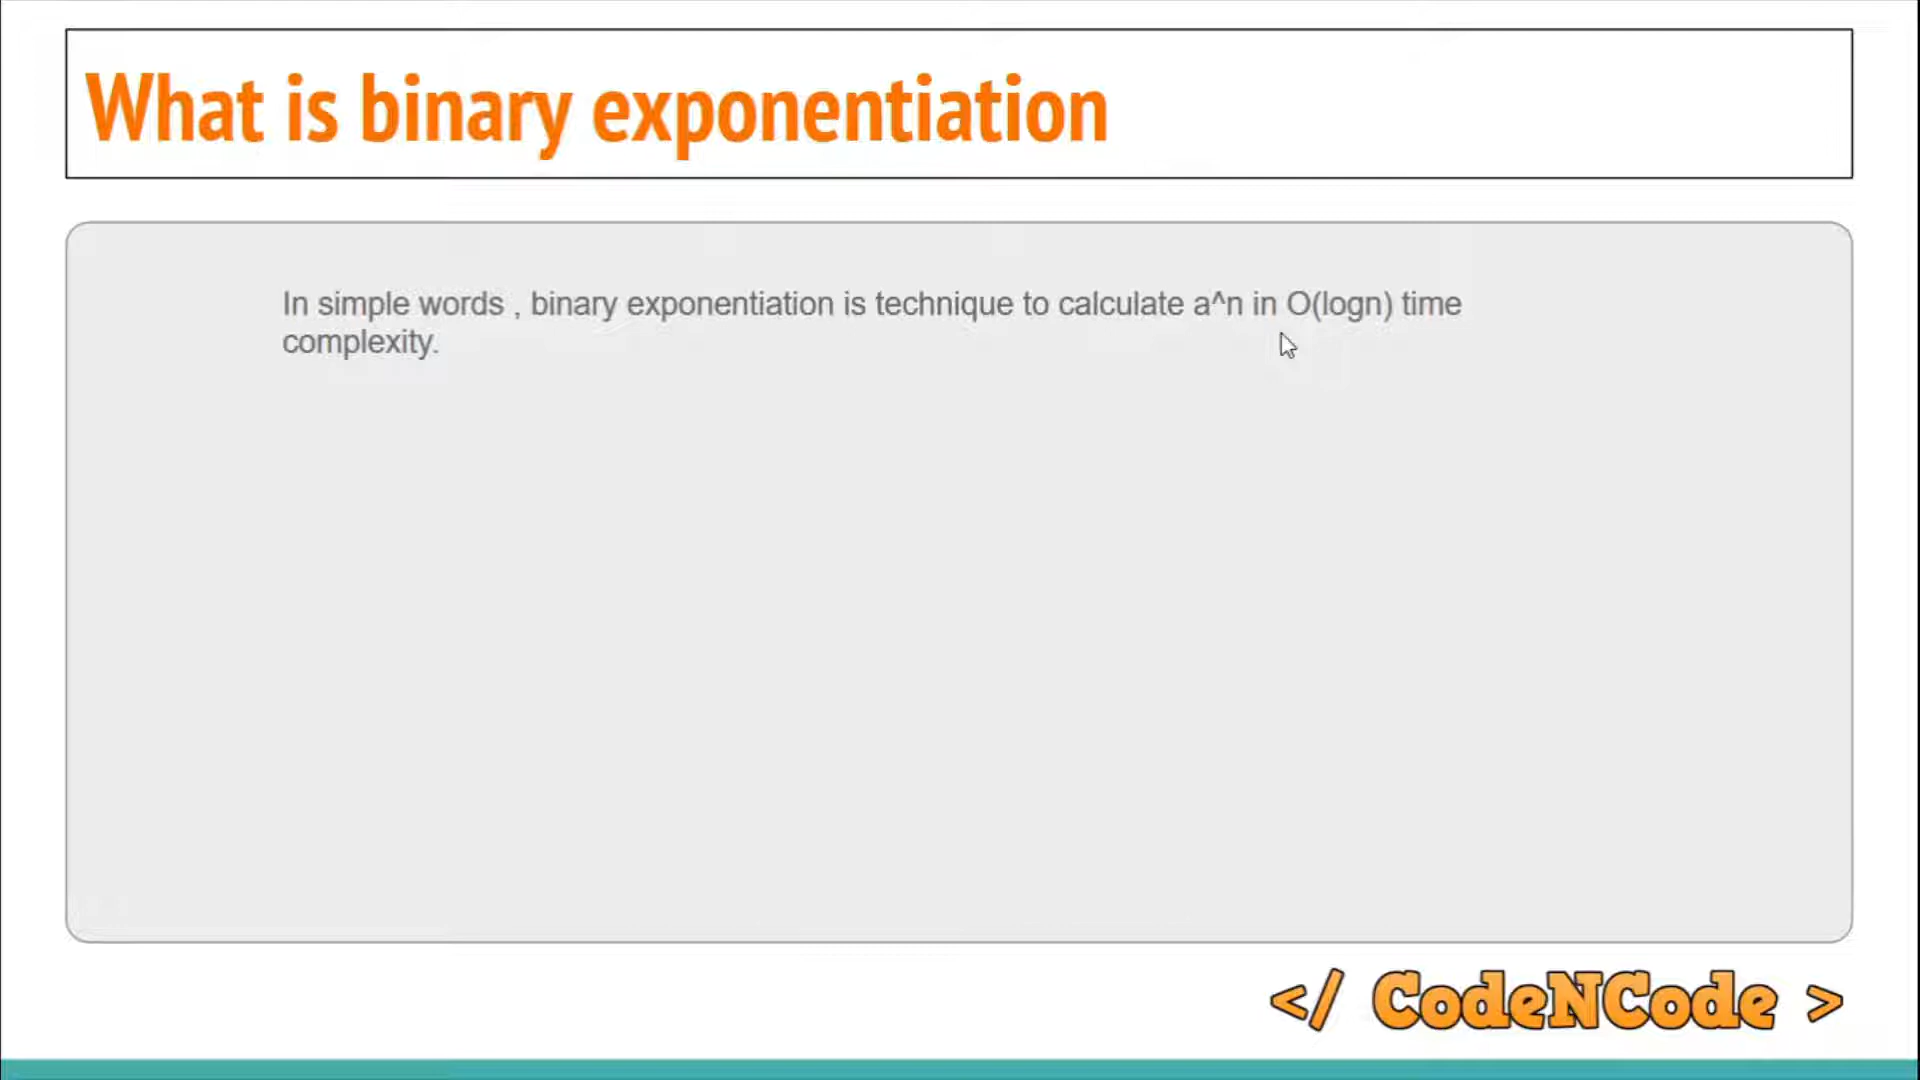 What is binary exponentiation
In simple words , binary exponentiation is technique to calculate a^n in O(logn) time
complexity.
</ CodeNCode >